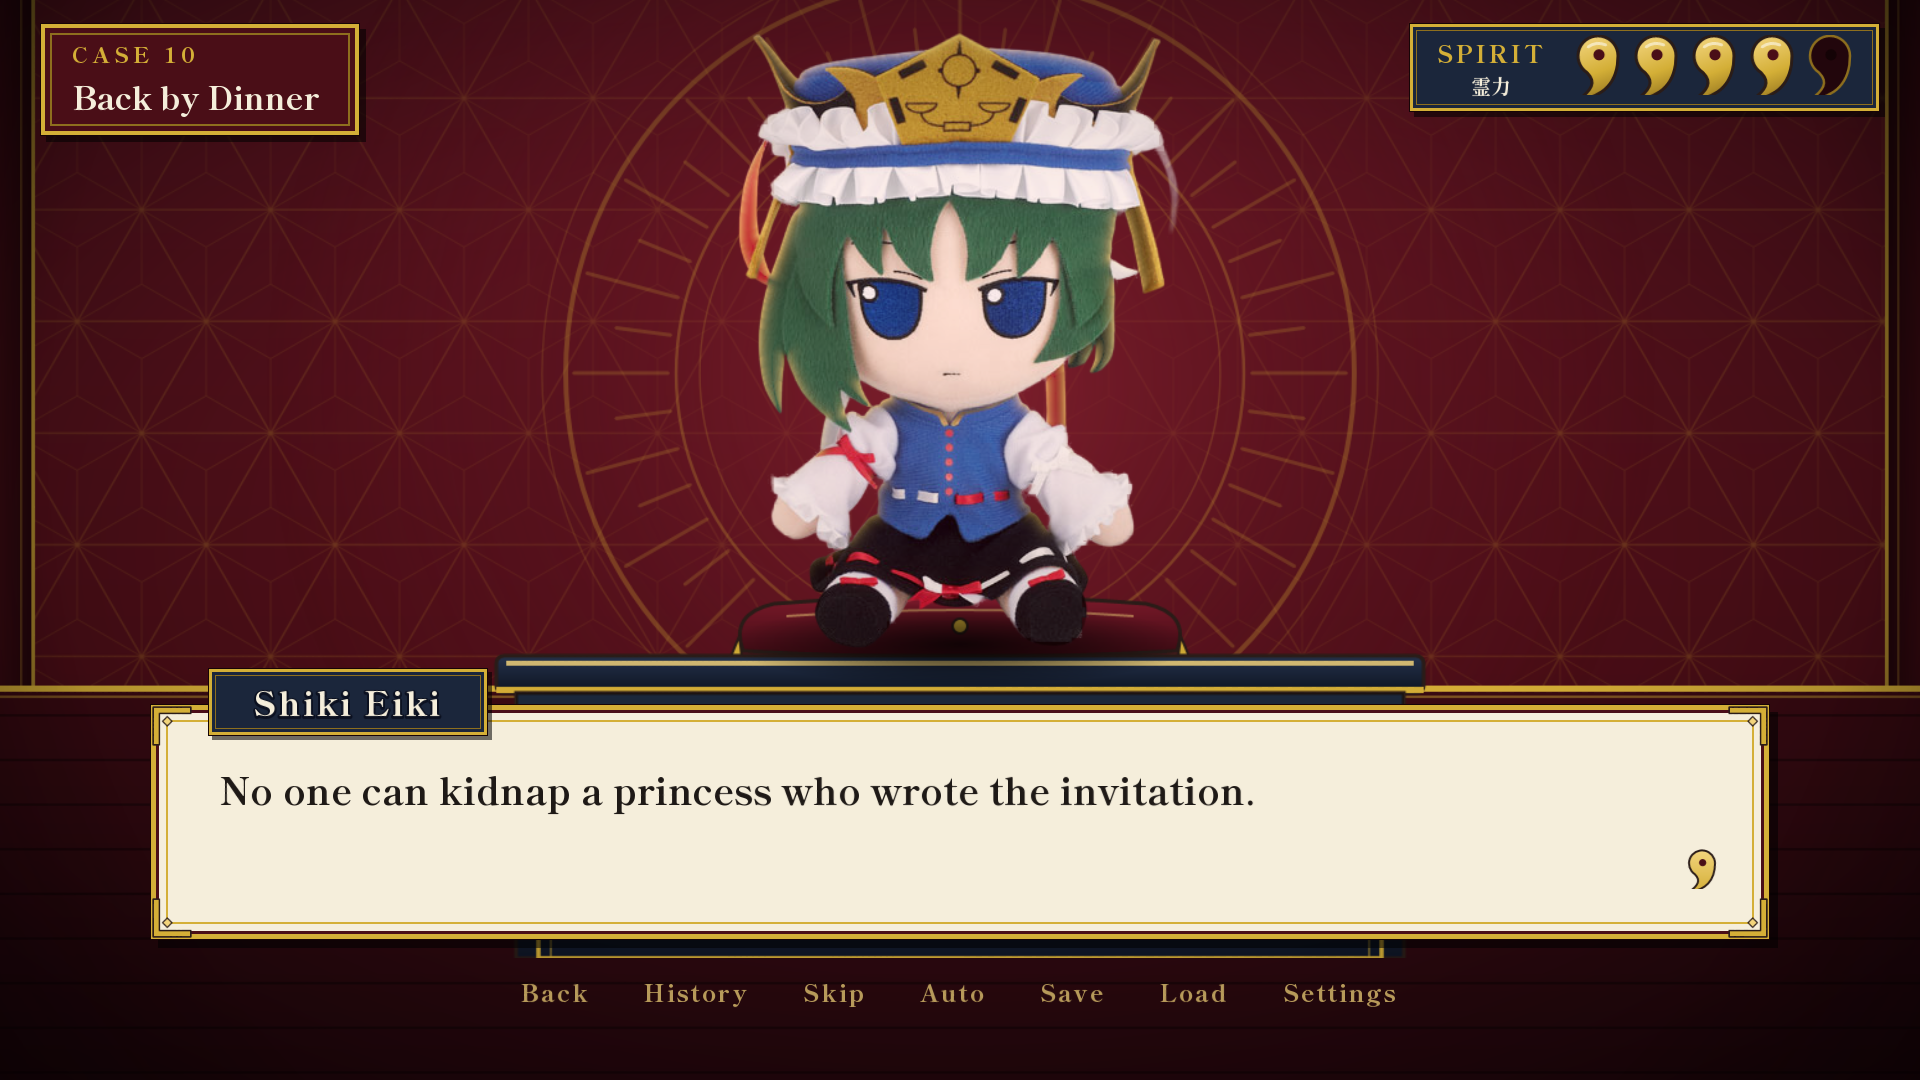 CASE 10
Back by Dinner
SPIRIT
霊力
Shiki Eiki
No one can kidnap a princess who wrote the invitation.
Back History Skip Auto Save Load Settings